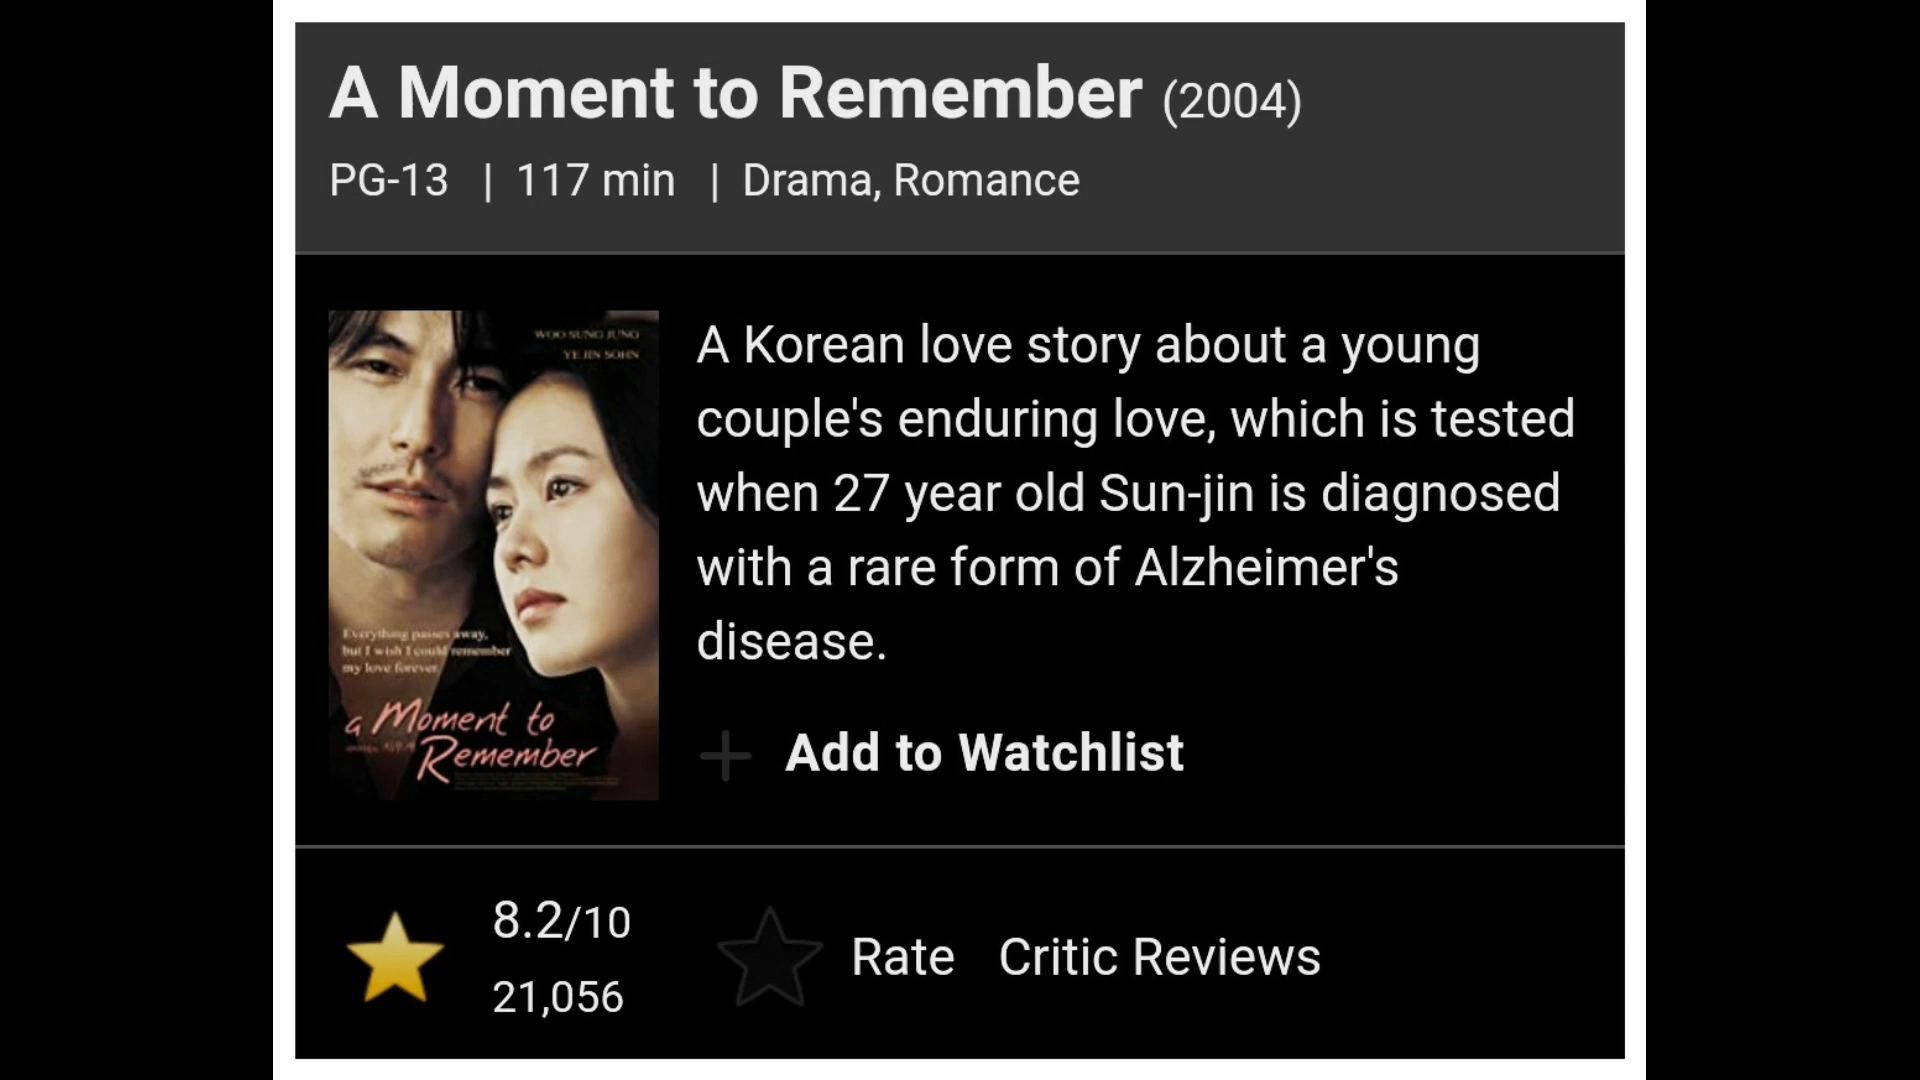 A Moment to Remember (2004)
PG-13 | 117 min | Drama, Romance
WOO SUNG JUNG
YE JIN SOHN
Everything passes away,
but I wish I could remember
my love forever.
a Moment to
Remember
A Korean love story about a young
couple's enduring love, which is tested
when 27 year old Sun-jin is diagnosed
with a rare form of Alzheimer's
disease.
+ Add to Watchlist
8.2/10
21,056
Rate Critic Reviews